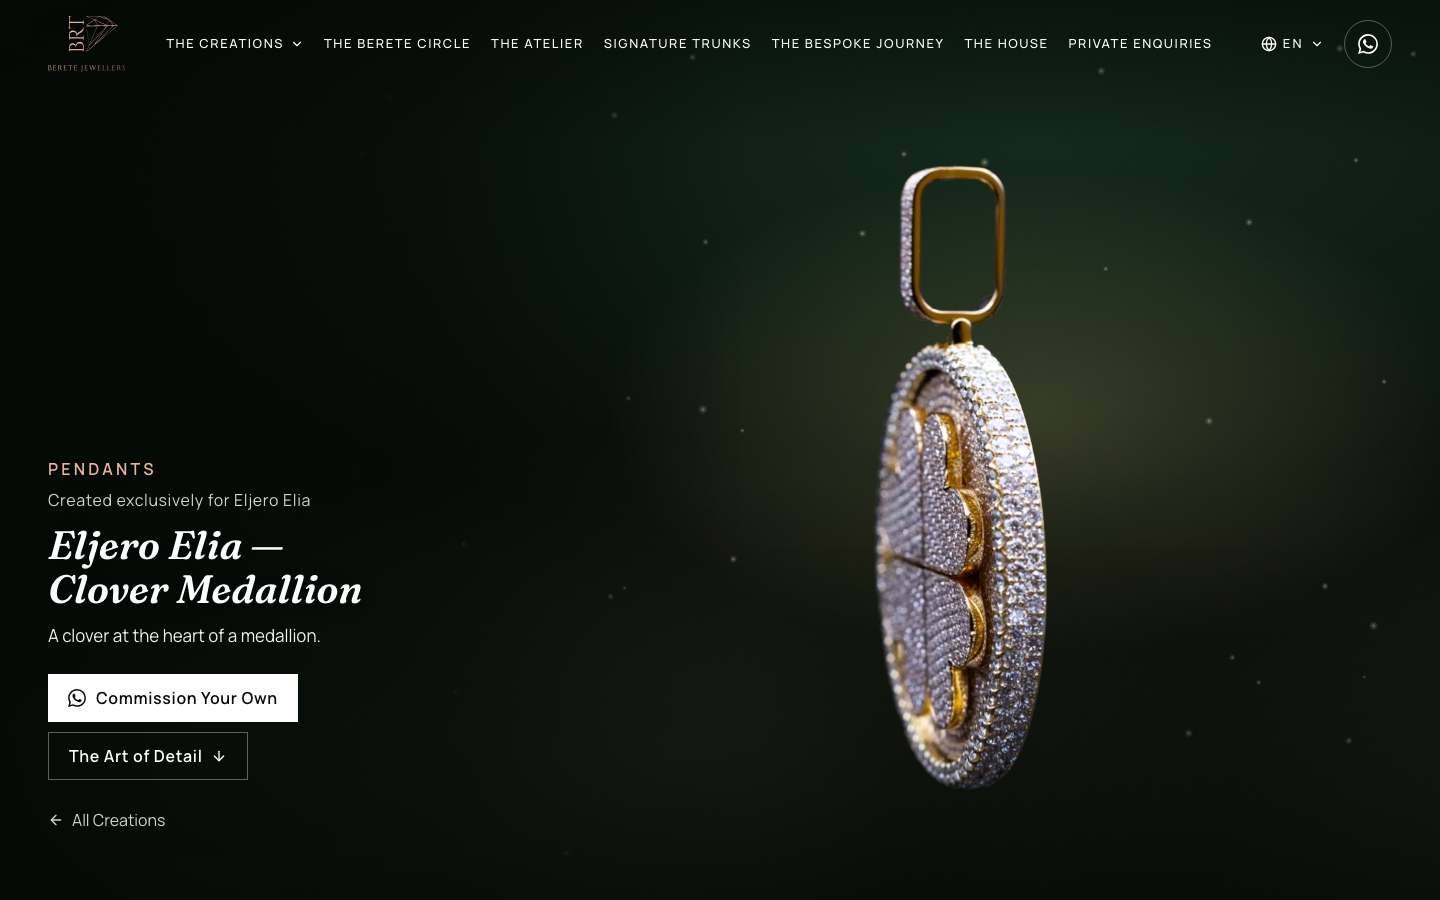 BRT
BERETE JEWELLERS
THE CREATIONS
THE BERETE CIRCLE
THE ATELIER
SIGNATURE TRUNKS
THE BESPOKE JOURNEY
THE HOUSE
PRIVATE ENQUIRIES
EN
PENDANTS
Created exclusively for Eljero Elia
Eljero Elia —
Clover Medallion
A clover at the heart of a medallion.
Commission Your Own
The Art of Detail ↓
← All Creations